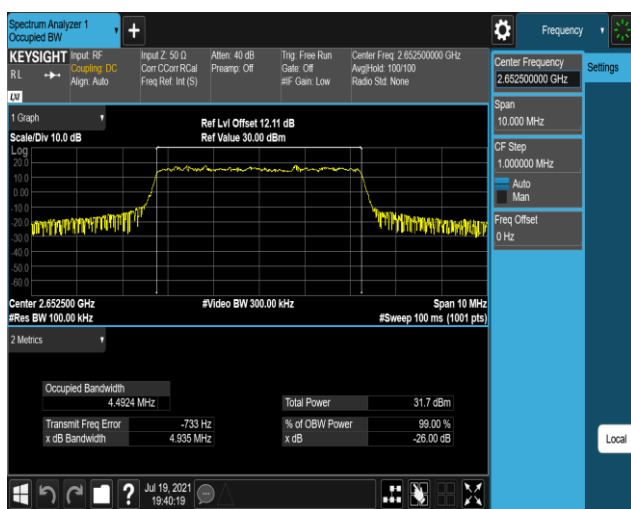 Spectrum Analyzer 1
Occupied BW
+
Frequency
KEYSIGHT
RL
LXI
Input: RF
Coupling: DC
Align: Auto
Input Z: 50 Ω
Corr CCorr RCal
Freq Ref: Int (S)
Atten: 40 dB
Preamp: Off
Trig: Free Run
Gate: Off
#IF Gain: Low
Center Freq: 2.652500000 GHz
Avg|Hold: 100/100
Radio Std: None
Center Frequency
2.652500000 GHz
Settings
Span
10.000 MHz
CF Step
1.000000 MHz
Auto
Man
Freq Offset
0 Hz
Local
1 Graph
Scale/Div 10.0 dB
Ref Lvl Offset 12.11 dB
Ref Value 30.00 dBm
Log
20.0
10.0
0.00
-10.0
-20.0
-30.0
-40.0
-50.0
-60.0
Center 2.652500 GHz
#Res BW 100.00 kHz
#Video BW 300.00 kHz
Span 10 MHz
#Sweep 100 ms (1001 pts)
2 Metrics
Occupied Bandwidth
4.4924 MHz
Total Power 31.7 dBm
Transmit Freq Error -733 Hz
% of OBW Power 99.00 %
x dB Bandwidth 4.935 MHz
x dB -26.00 dB
?
Jul 19, 2021
19:40:19